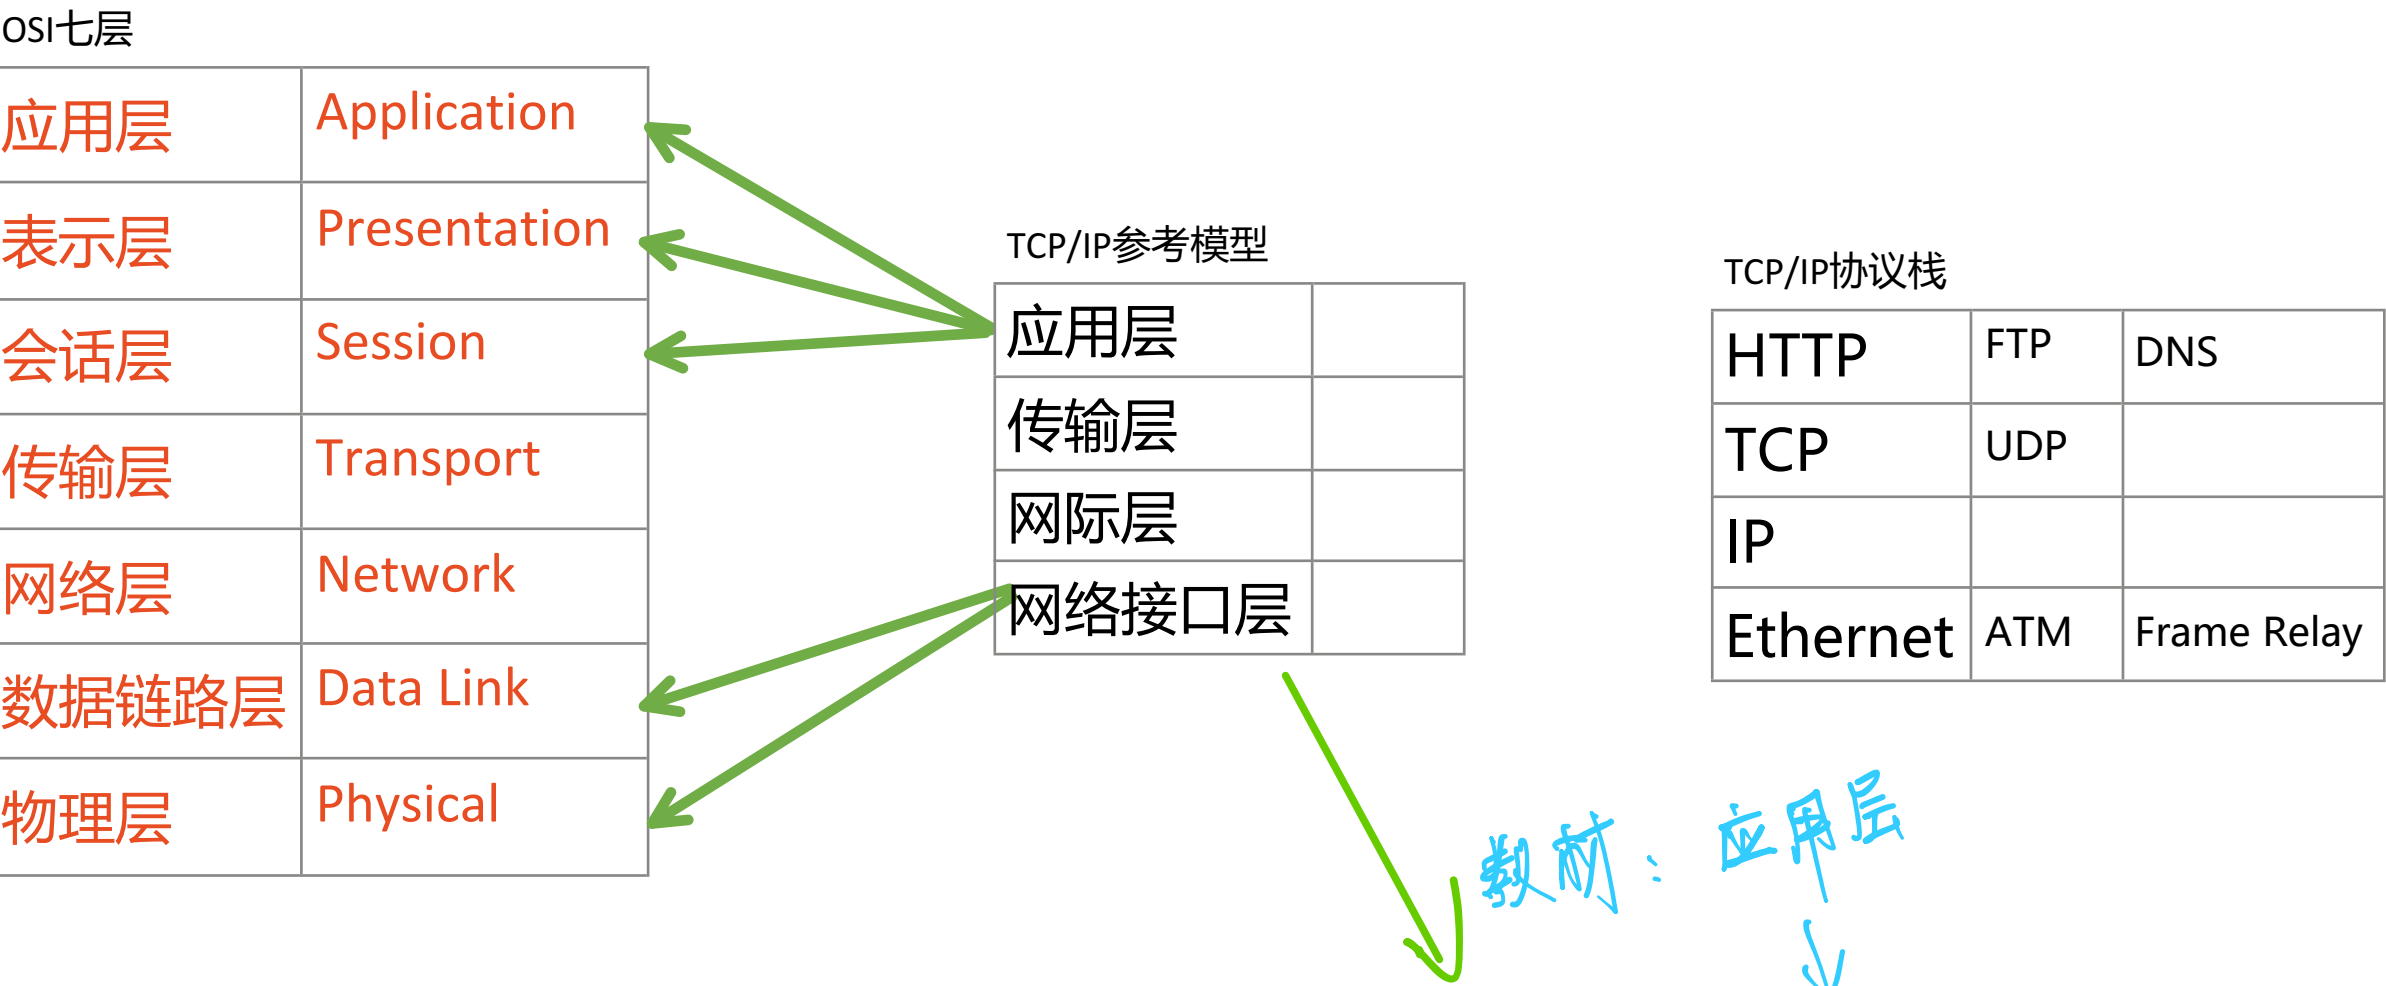 OSI七层
应用层 Application
表示层 Presentation
会话层 Session
传输层 Transport
网络层 Network
数据链路层 Data Link
物理层 Physical
TCP/IP参考模型
应用层
传输层
网际层
网络接口层
TCP/IP协议栈
HTTP FTP DNS
TCP UDP
IP
Ethernet ATM Frame Relay
教材：应用层